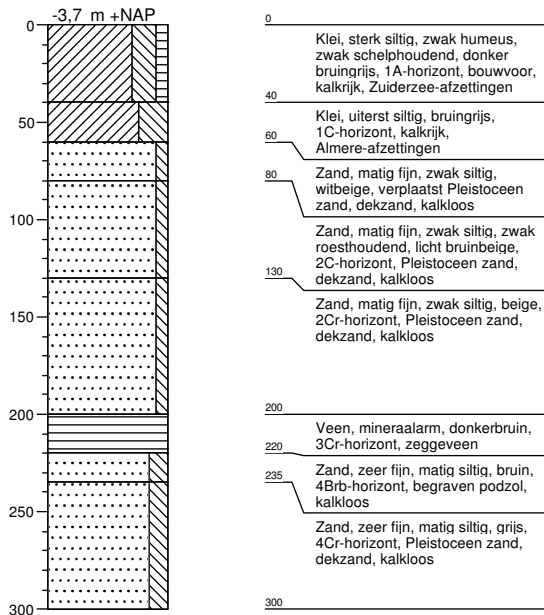 -3,7 m +NAP
0
50
100
150
200
250
300
0
Klei, sterk siltig, zwak humeus,
zwak schelphoudend, donker
bruingrijs, 1A-horizont, bouwvoor,
kalkrijk, Zuiderzee-afzettingen
40
Klei, uiterst siltig, bruingrijs,
1C-horizont, kalkrijk,
Almere-afzettingen
60
Zand, matig fijn, zwak siltig,
witbeige, verplaatst Pleistoceen
zand, dekzand, kalkloos
80
Zand, matig fijn, zwak siltig, zwak
roesthoudend, licht bruinbeige,
2C-horizont, Pleistoceen zand,
dekzand, kalkloos
130
Zand, matig fijn, zwak siltig, beige,
2Cr-horizont, Pleistoceen zand,
dekzand, kalkloos
200
Veen, mineraalarm, donkerbruin,
3Cr-horizont, zeggeveen
220
Zand, zeer fijn, matig siltig, bruin,
4Brb-horizont, begraven podzol,
kalkloos
235
Zand, zeer fijn, matig siltig, grijs,
4Cr-horizont, Pleistoceen zand,
dekzand, kalkloos
300